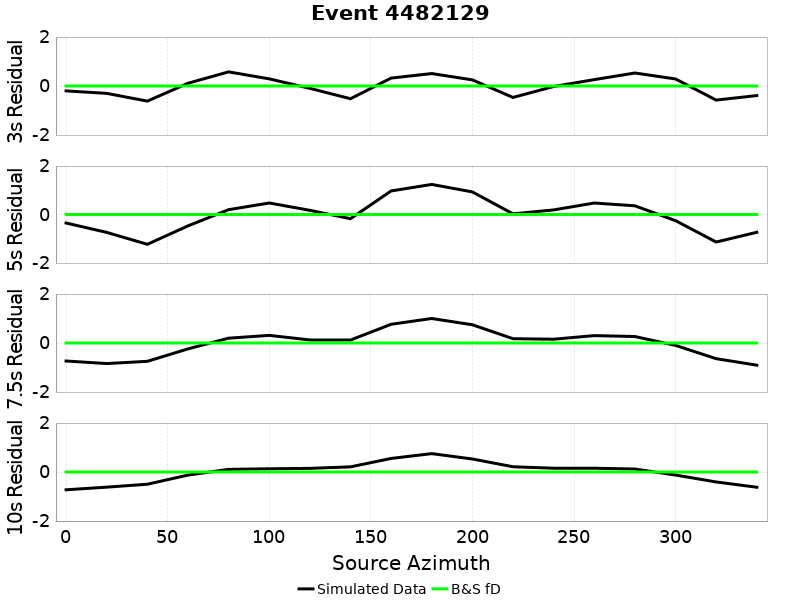 Event 4482129
3s Residual
2
0
-2
5s Residual
2
0
-2
7.5s Residual
2
0
-2
10s Residual
2
0
-2
0 50 100 150 200 250 300
Source Azimuth
Simulated Data B&S fD